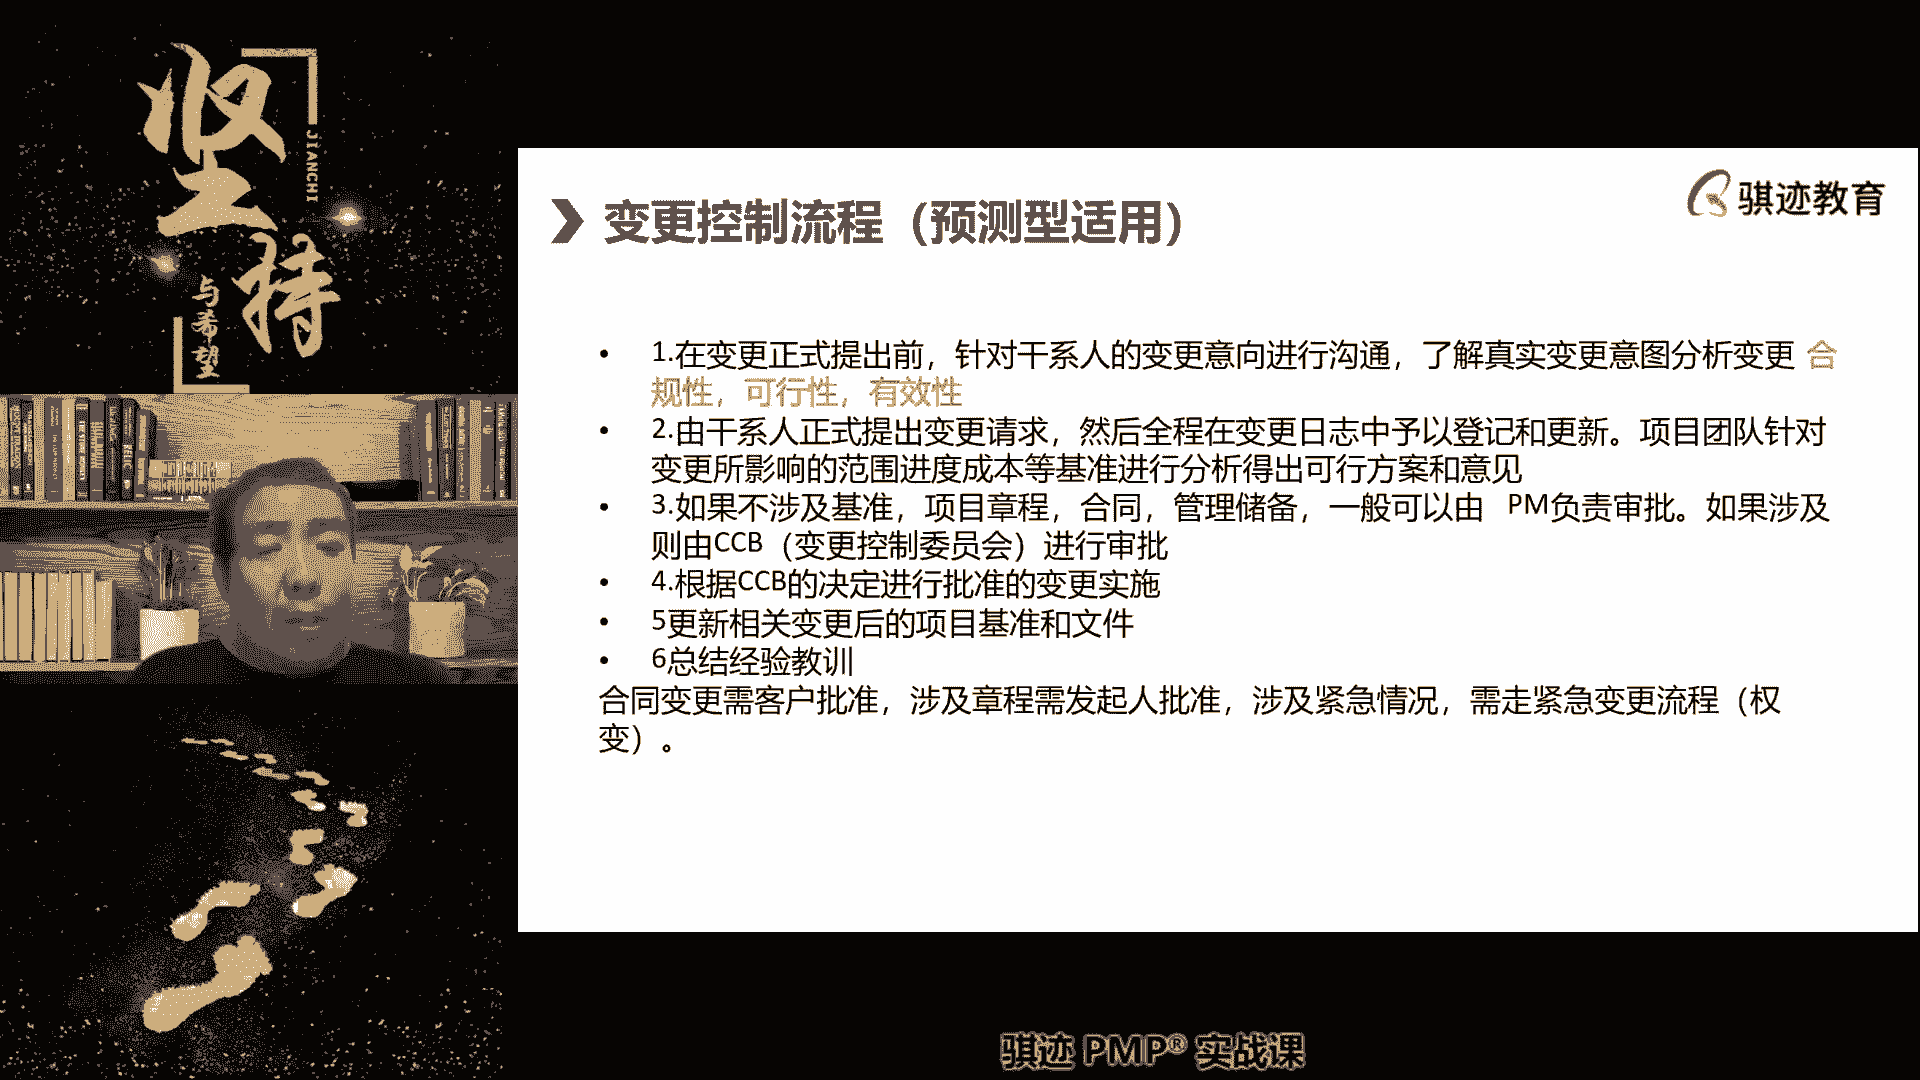 坚持
JIANCHI
与希望
骐迹教育
变更控制流程（预测型适用）
• 1.在变更正式提出前，针对干系人的变更意向进行沟通，了解真实变更意图分析变更 合
规性，可行性，有效性
• 2.由干系人正式提出变更请求，然后全程在变更日志中予以登记和更新。项目团队针对
变更所影响的范围进度成本等基准进行分析得出可行方案和意见
• 3.如果不涉及基准，项目章程，合同，管理储备，一般可以由 PM负责审批。如果涉及
则由CCB（变更控制委员会）进行审批
• 4.根据CCB的决定进行批准的变更实施
• 5更新相关变更后的项目基准和文件
• 6总结经验教训
合同变更需客户批准，涉及章程需发起人批准，涉及紧急情况，需走紧急变更流程（权
变）。
骐迹 PMP® 实战课